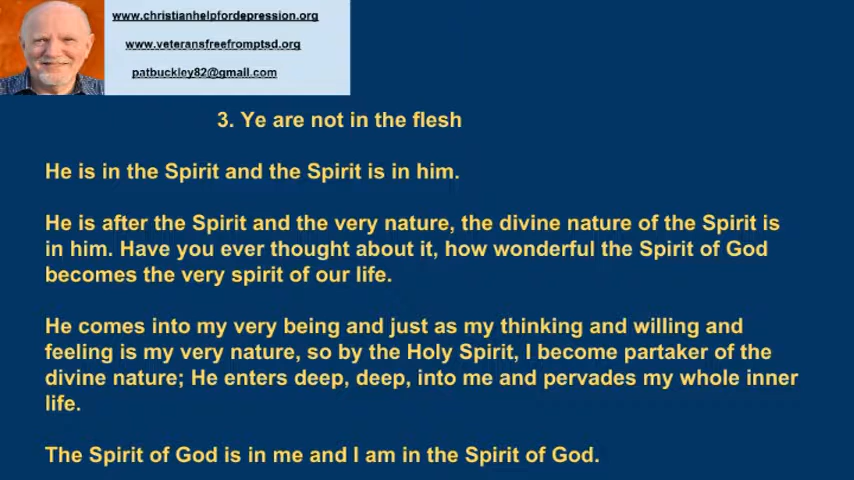 www.christianhelpfordepression.org
www.veteransfreefromptsd.org
patbuckley82@gmail.com
3. Ye are not in the flesh
He is in the Spirit and the Spirit is in him.
He is after the Spirit and the very nature, the divine nature of the Spirit is
in him. Have you ever thought about it, how wonderful the Spirit of God
becomes the very spirit of our life.
He comes into my very being and just as my thinking and willing and
feeling is my very nature, so by the Holy Spirit, I become partaker of the
divine nature; He enters deep, deep, into me and pervades my whole inner
life.
The Spirit of God is in me and I am in the Spirit of God.